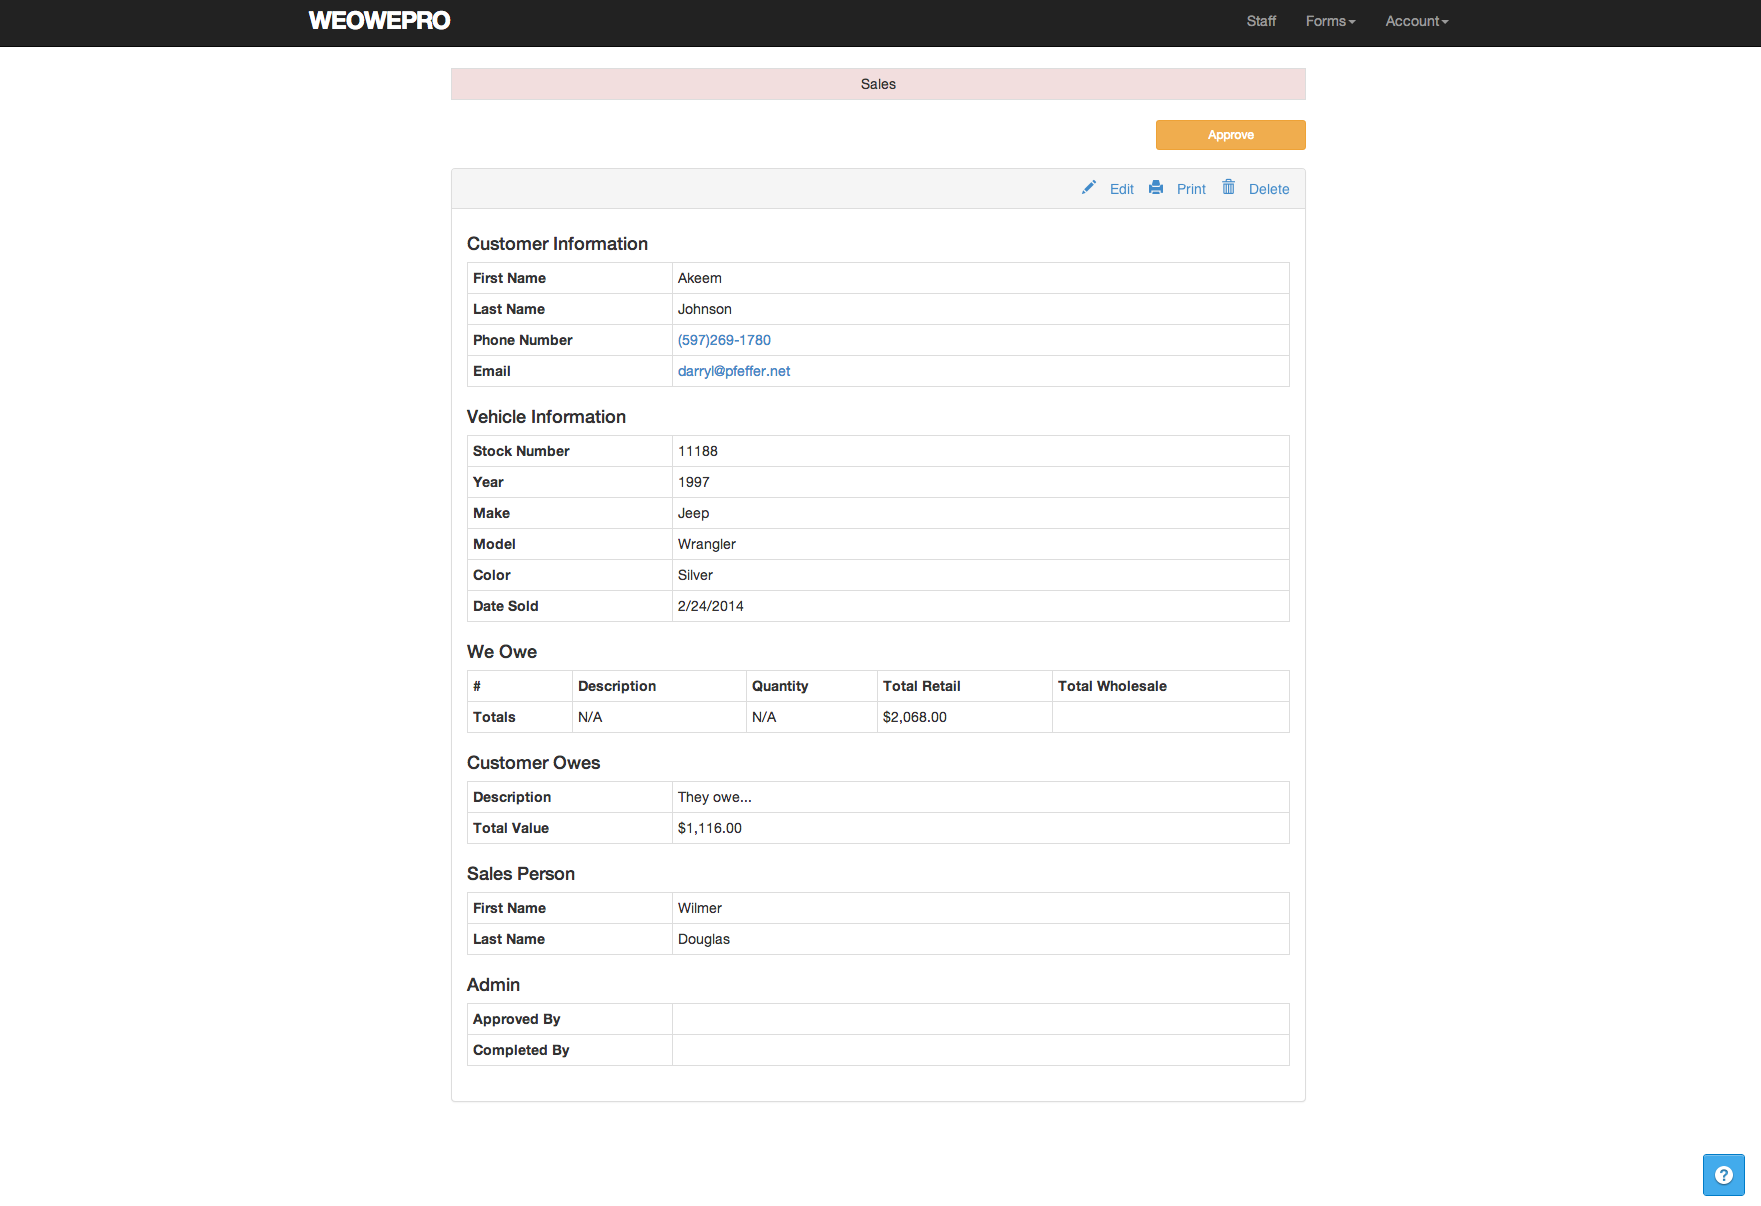 WEOWEPRO Staff Forms Account
Sales
Approve
Edit Print Delete
Customer Information
First Name Akeem
Last Name Johnson
Phone Number (597)269-1780
Email darryl@pfeffer.net
Vehicle Information
Stock Number 11188
Year 1997
Make Jeep
Model Wrangler
Color Silver
Date Sold 2/24/2014
We Owe
# Description Quantity Total Retail Total Wholesale
Totals N/A N/A $2,068.00
Customer Owes
Description They owe...
Total Value $1,116.00
Sales Person
First Name Wilmer
Last Name Douglas
Admin
Approved By
Completed By
?